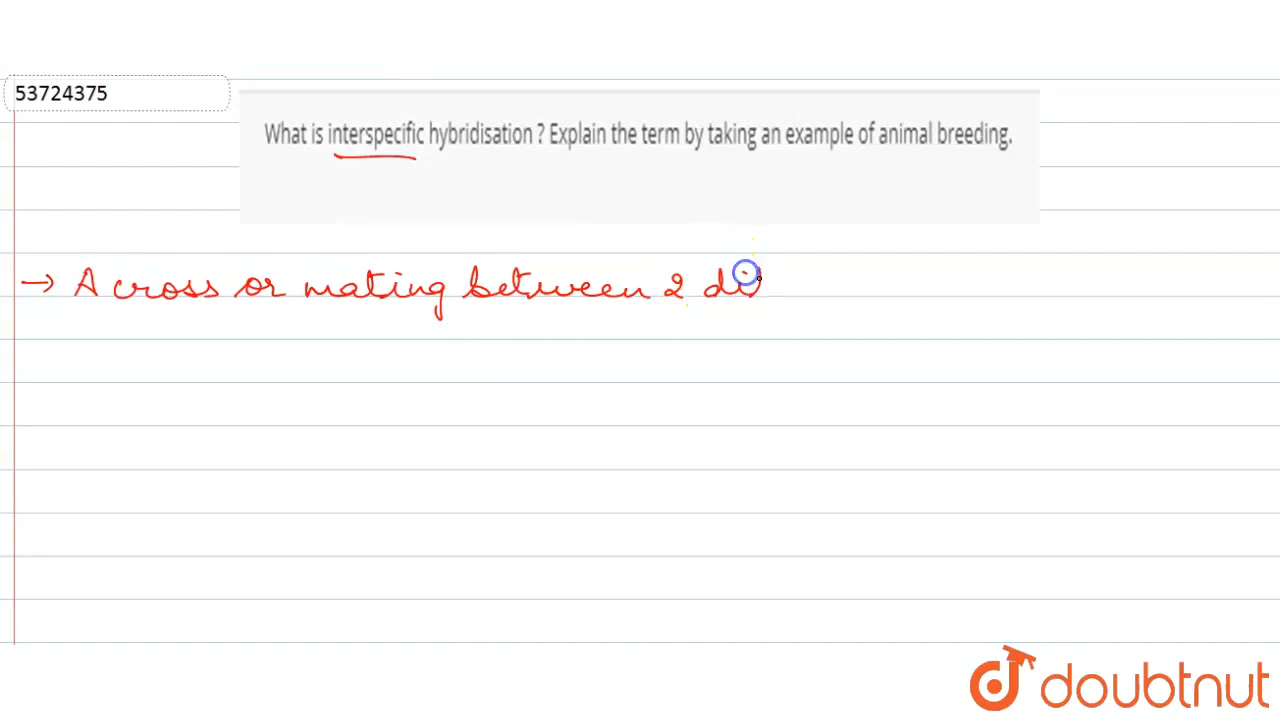 53724375
What is interspecific hybridisation ? Explain the term by taking an example of animal breeding.
→ A cross or mating between 2 di
doubtnut